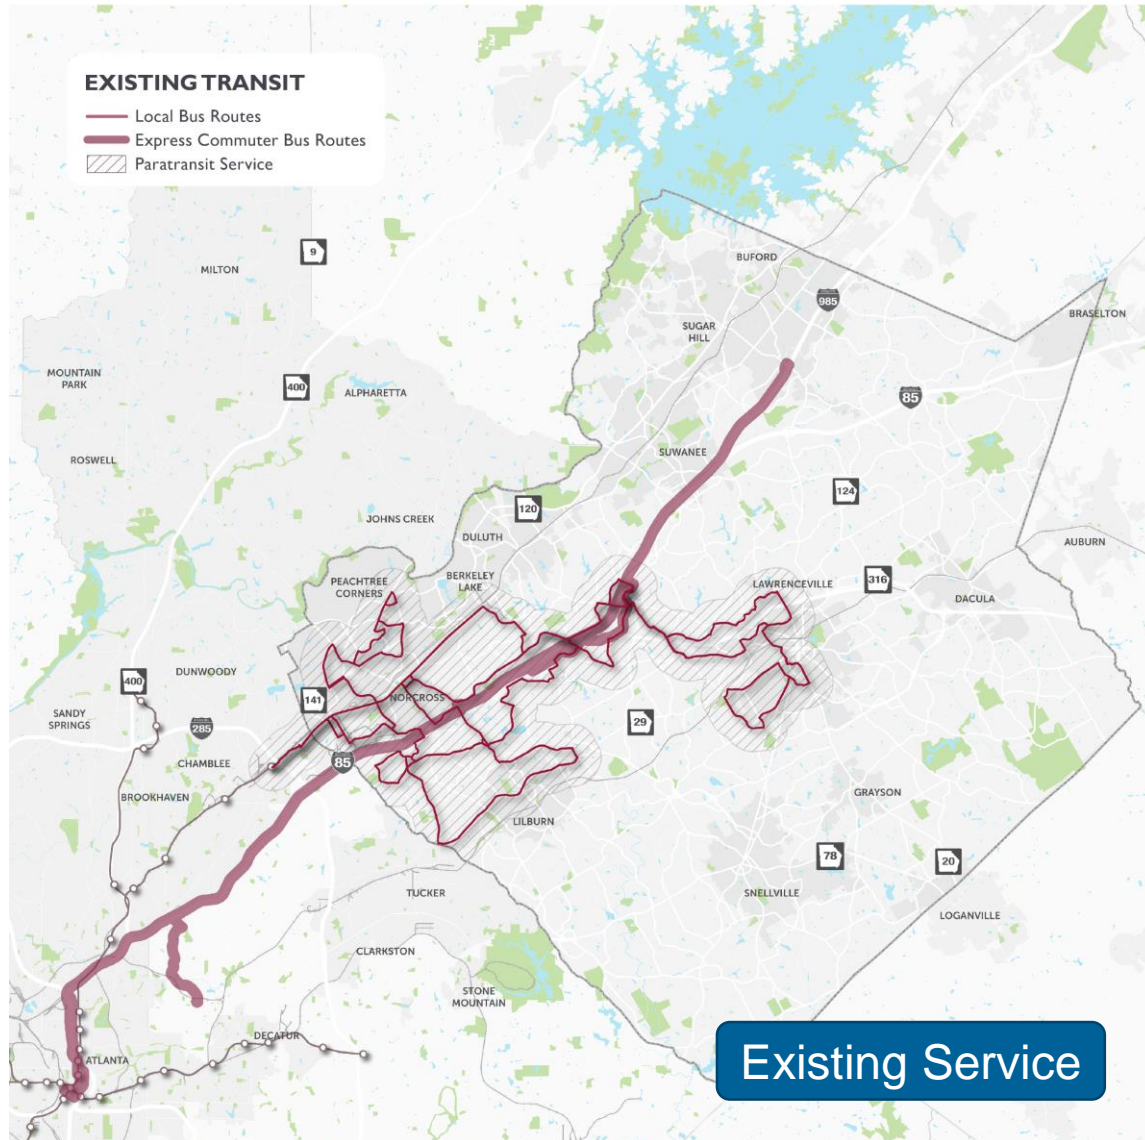 EXISTING TRANSIT
Local Bus Routes
Express Commuter Bus Routes
Paratransit Service
9
MILTON
BUFORD
985
BRASELTON
SUGAR
HILL
MOUNTAIN
PARK
400
ALPHARETTA
85
ROSWELL
SUWANEE
124
120
JOHNS CREEK
DULUTH
AUBURN
PEACHTREE
CORNERS
BERKELEY
LAKE
LAWRENCEVILLE
316
DACULA
DUNWOODY
400
141
NORCROSS
SANDY
SPRINGS
285
29
CHAMBLEE
85
BROOKHAVEN
GRAYSON
LILBURN
78
20
TUCKER
SNELLVILLE
LOGANVILLE
CLARKSTON
STONE
MOUNTAIN
DECATUR
ATLANTA
Existing Service